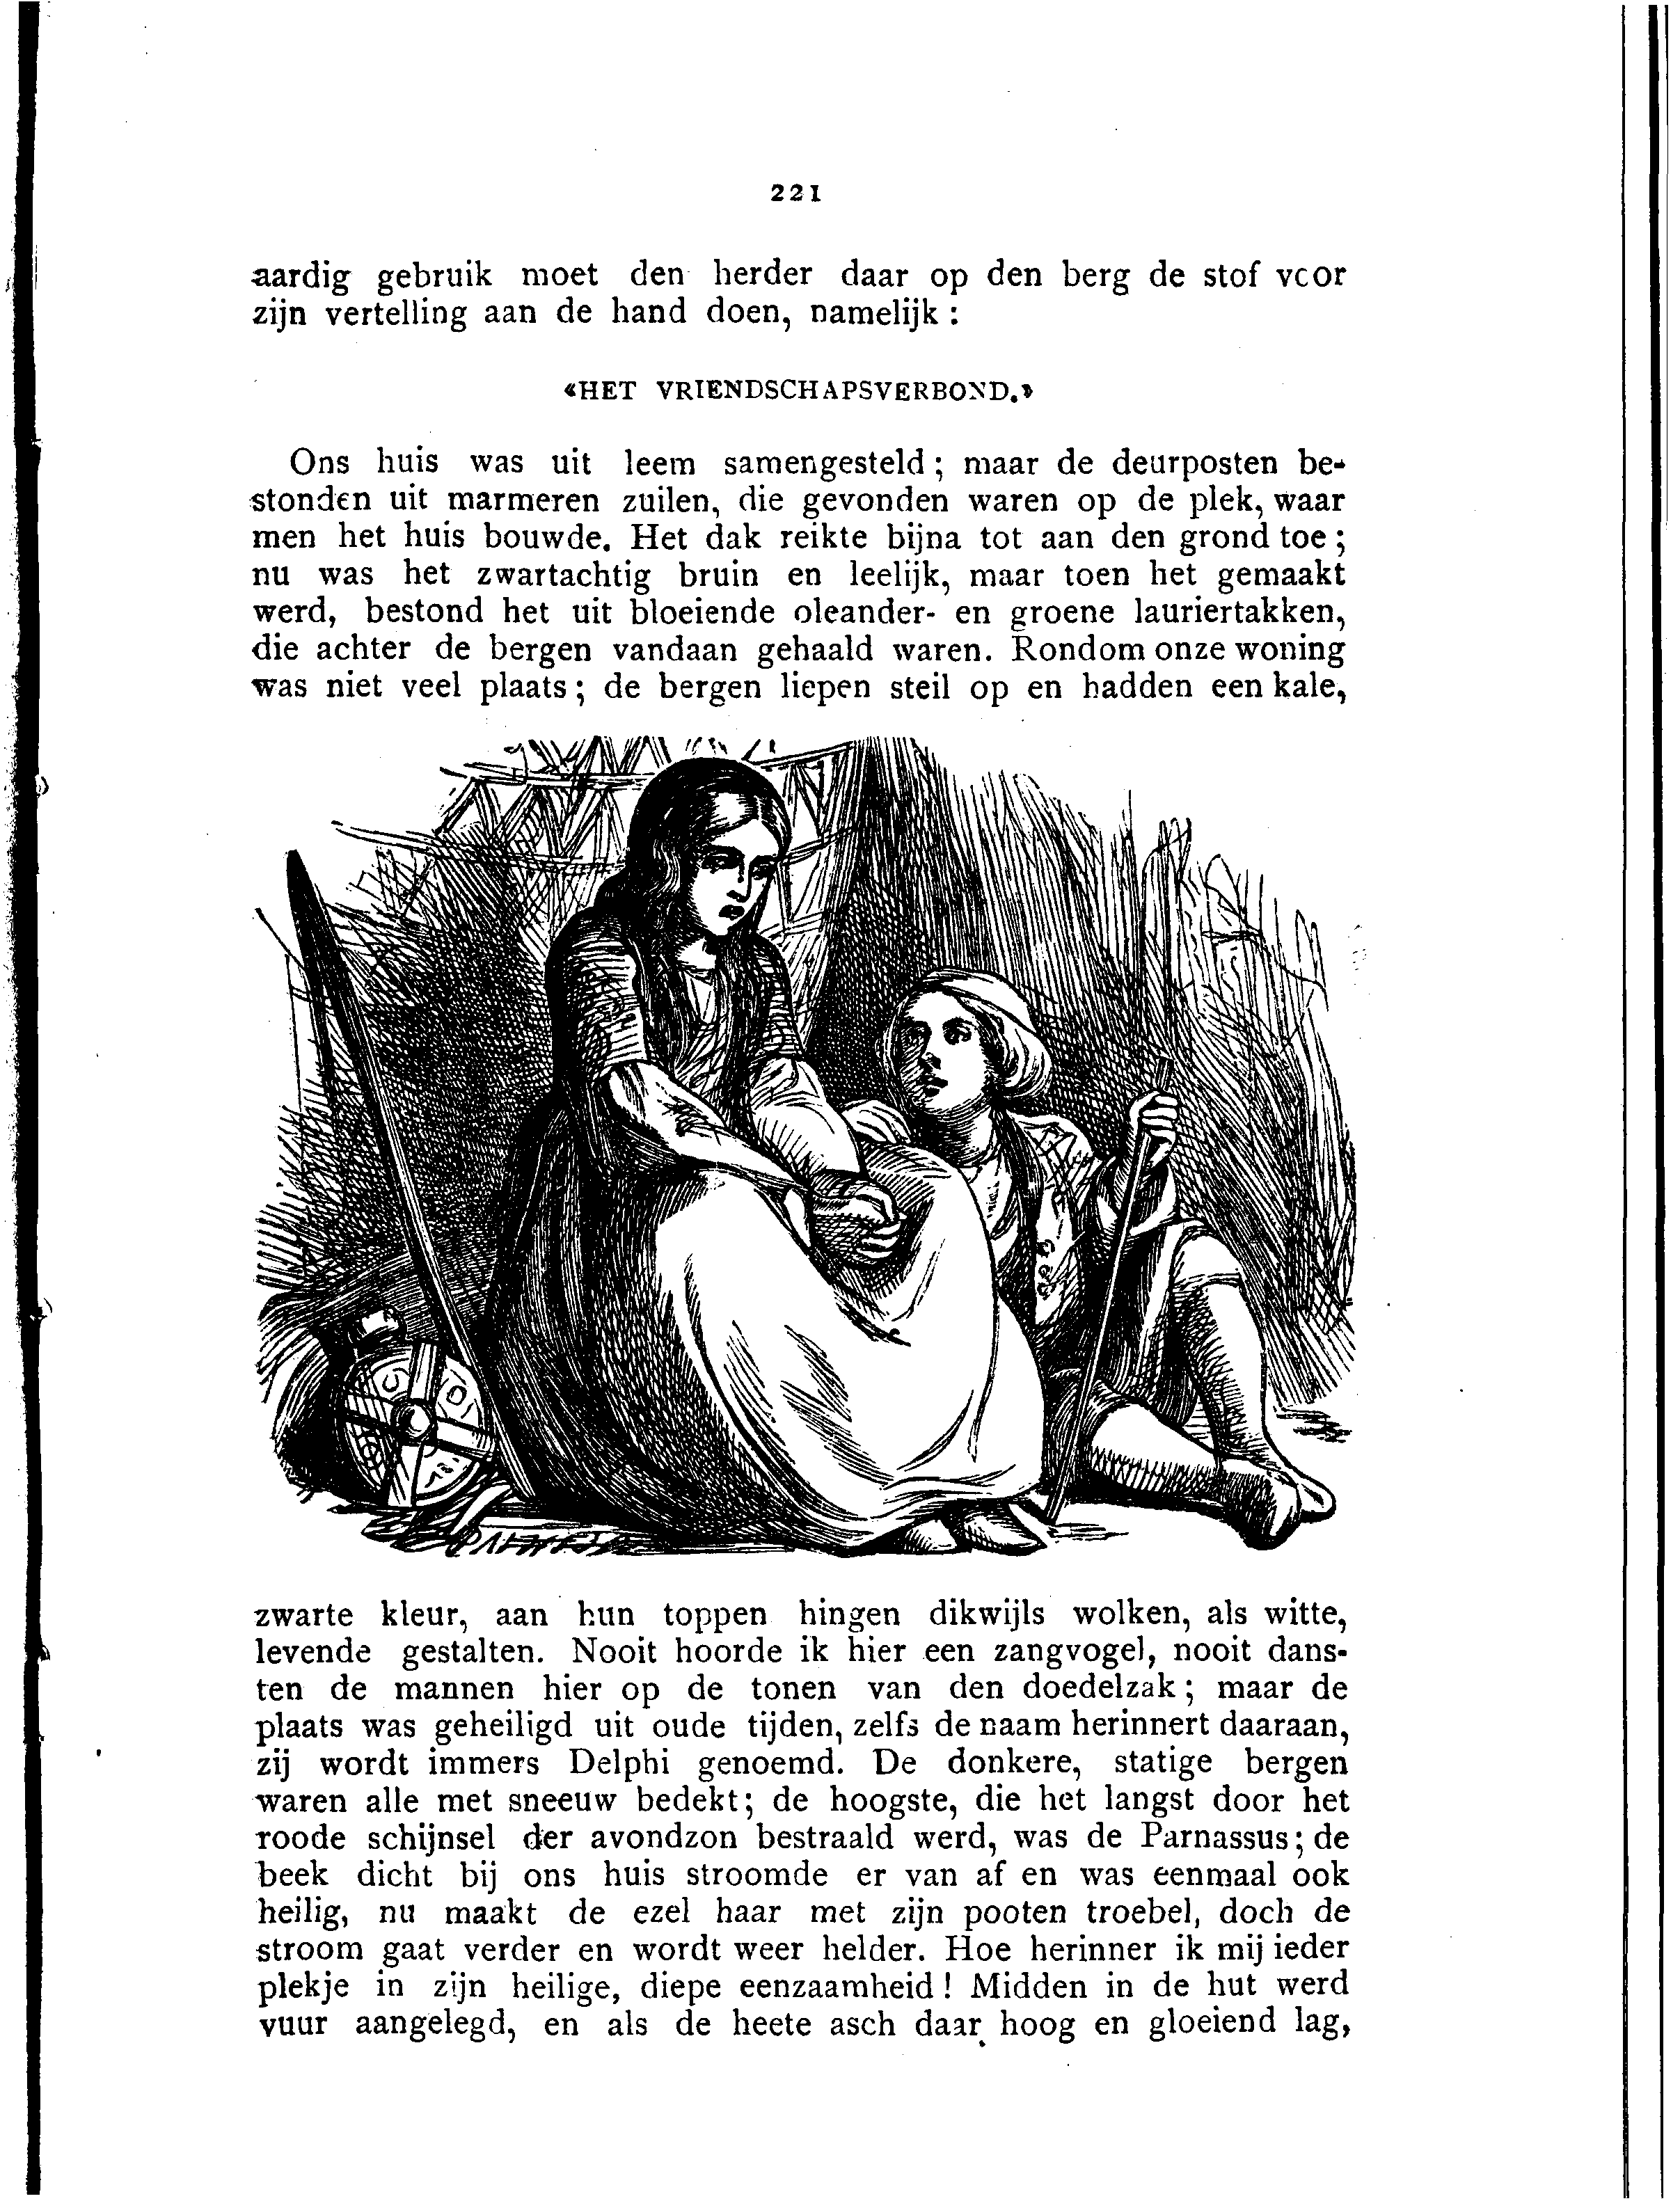 221
aardig gebruik moet den herder daar op den berg de stof vcor
zijn vertelling aan de hand doen, namelijk :
«HET VRIENDSCHAPSVERBOND.»
Ons huis was uit leem samengesteld ; maar de deurposten be-
stonden uit marmeren zuilen, die gevonden waren op de plek, waar
men het huis bouwde. Het dak reikte bijna tot aan den grond toe ;
nu was het zwartachtig bruin en leelijk, maar toen het gemaakt
werd, bestond het uit bloeiende oleander- en groene lauriertakken,
die achter de bergen vandaan gehaald waren. Rondom onze woning
was niet veel plaats ; de bergen liepen steil op en hadden een kale,
zwarte kleur, aan hun toppen hingen dikwijls wolken, als witte,
levende gestalten. Nooit hoorde ik hier een zangvogel, nooit dans-
ten de mannen hier op de tonen van den doedelzak ; maar de
plaats was geheiligd uit oude tijden, zelfs de naam herinnert daaraan,
zij wordt immers Delphi genoemd. De donkere, statige bergen
waren alle met sneeuw bedekt; de hoogste, die het langst door het
roode schijnsel der avondzon bestraald werd, was de Parnassus; de
beek dicht bij ons huis stroomde er van af en was eenmaal ook
heilig, nu maakt de ezel haar met zijn pooten troebel, doch de
stroom gaat verder en wordt weer helder. Hoe herinner ik mij ieder
plekje in zijn heilige, diepe eenzaamheid ! Midden in de hut werd
vuur aangelegd, en als de heete asch daar hoog en gloeiend lag,